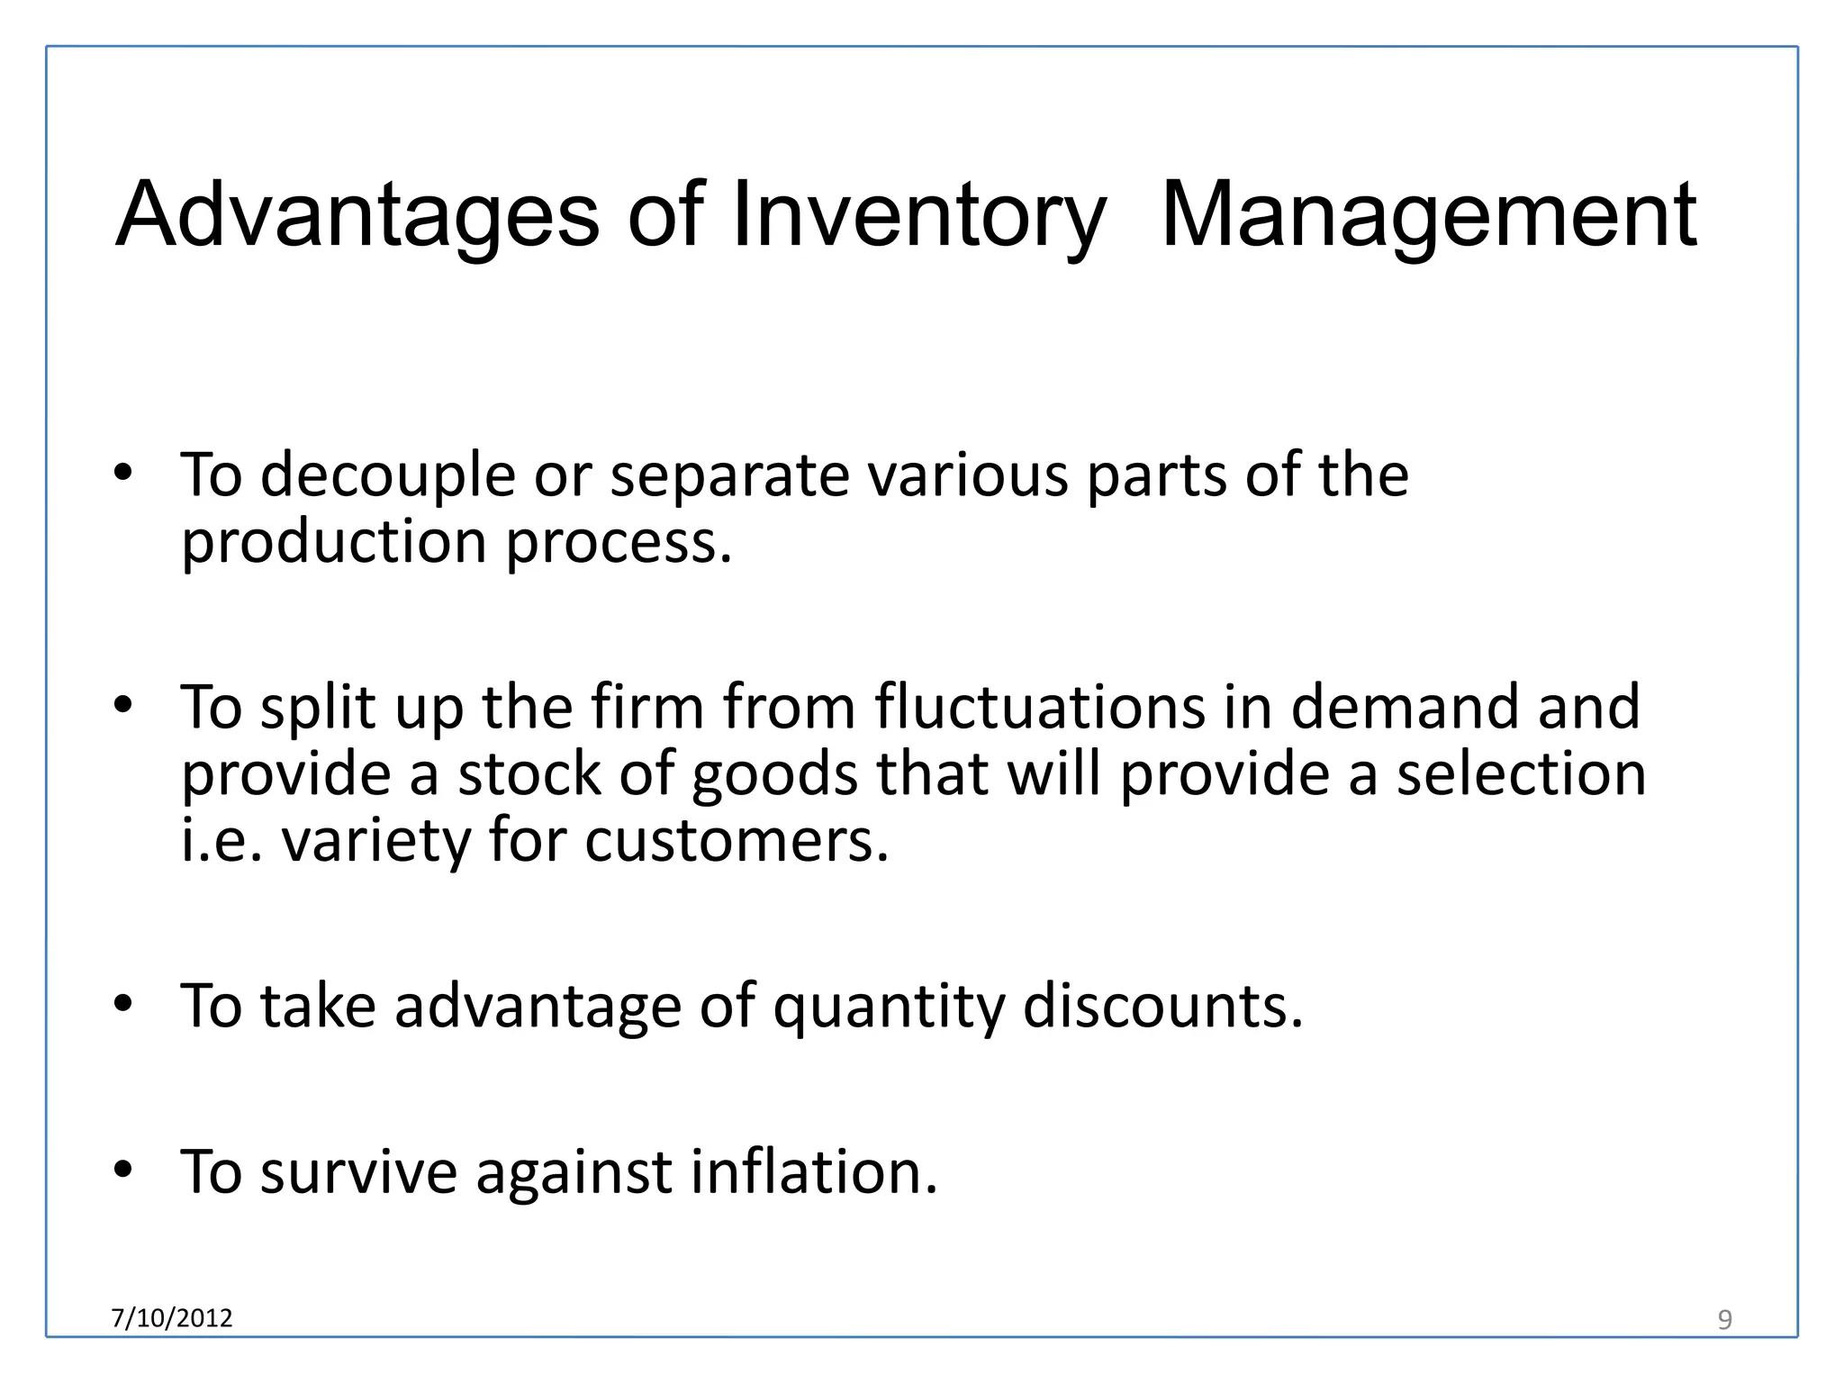 Advantages of Inventory  Management
• To decouple or separate various parts of the
production process.
• To split up the firm from fluctuations in demand and
provide a stock of goods that will provide a selection
i.e. variety for customers.
• To take advantage of quantity discounts.
• To survive against inflation.
7/10/2012
9